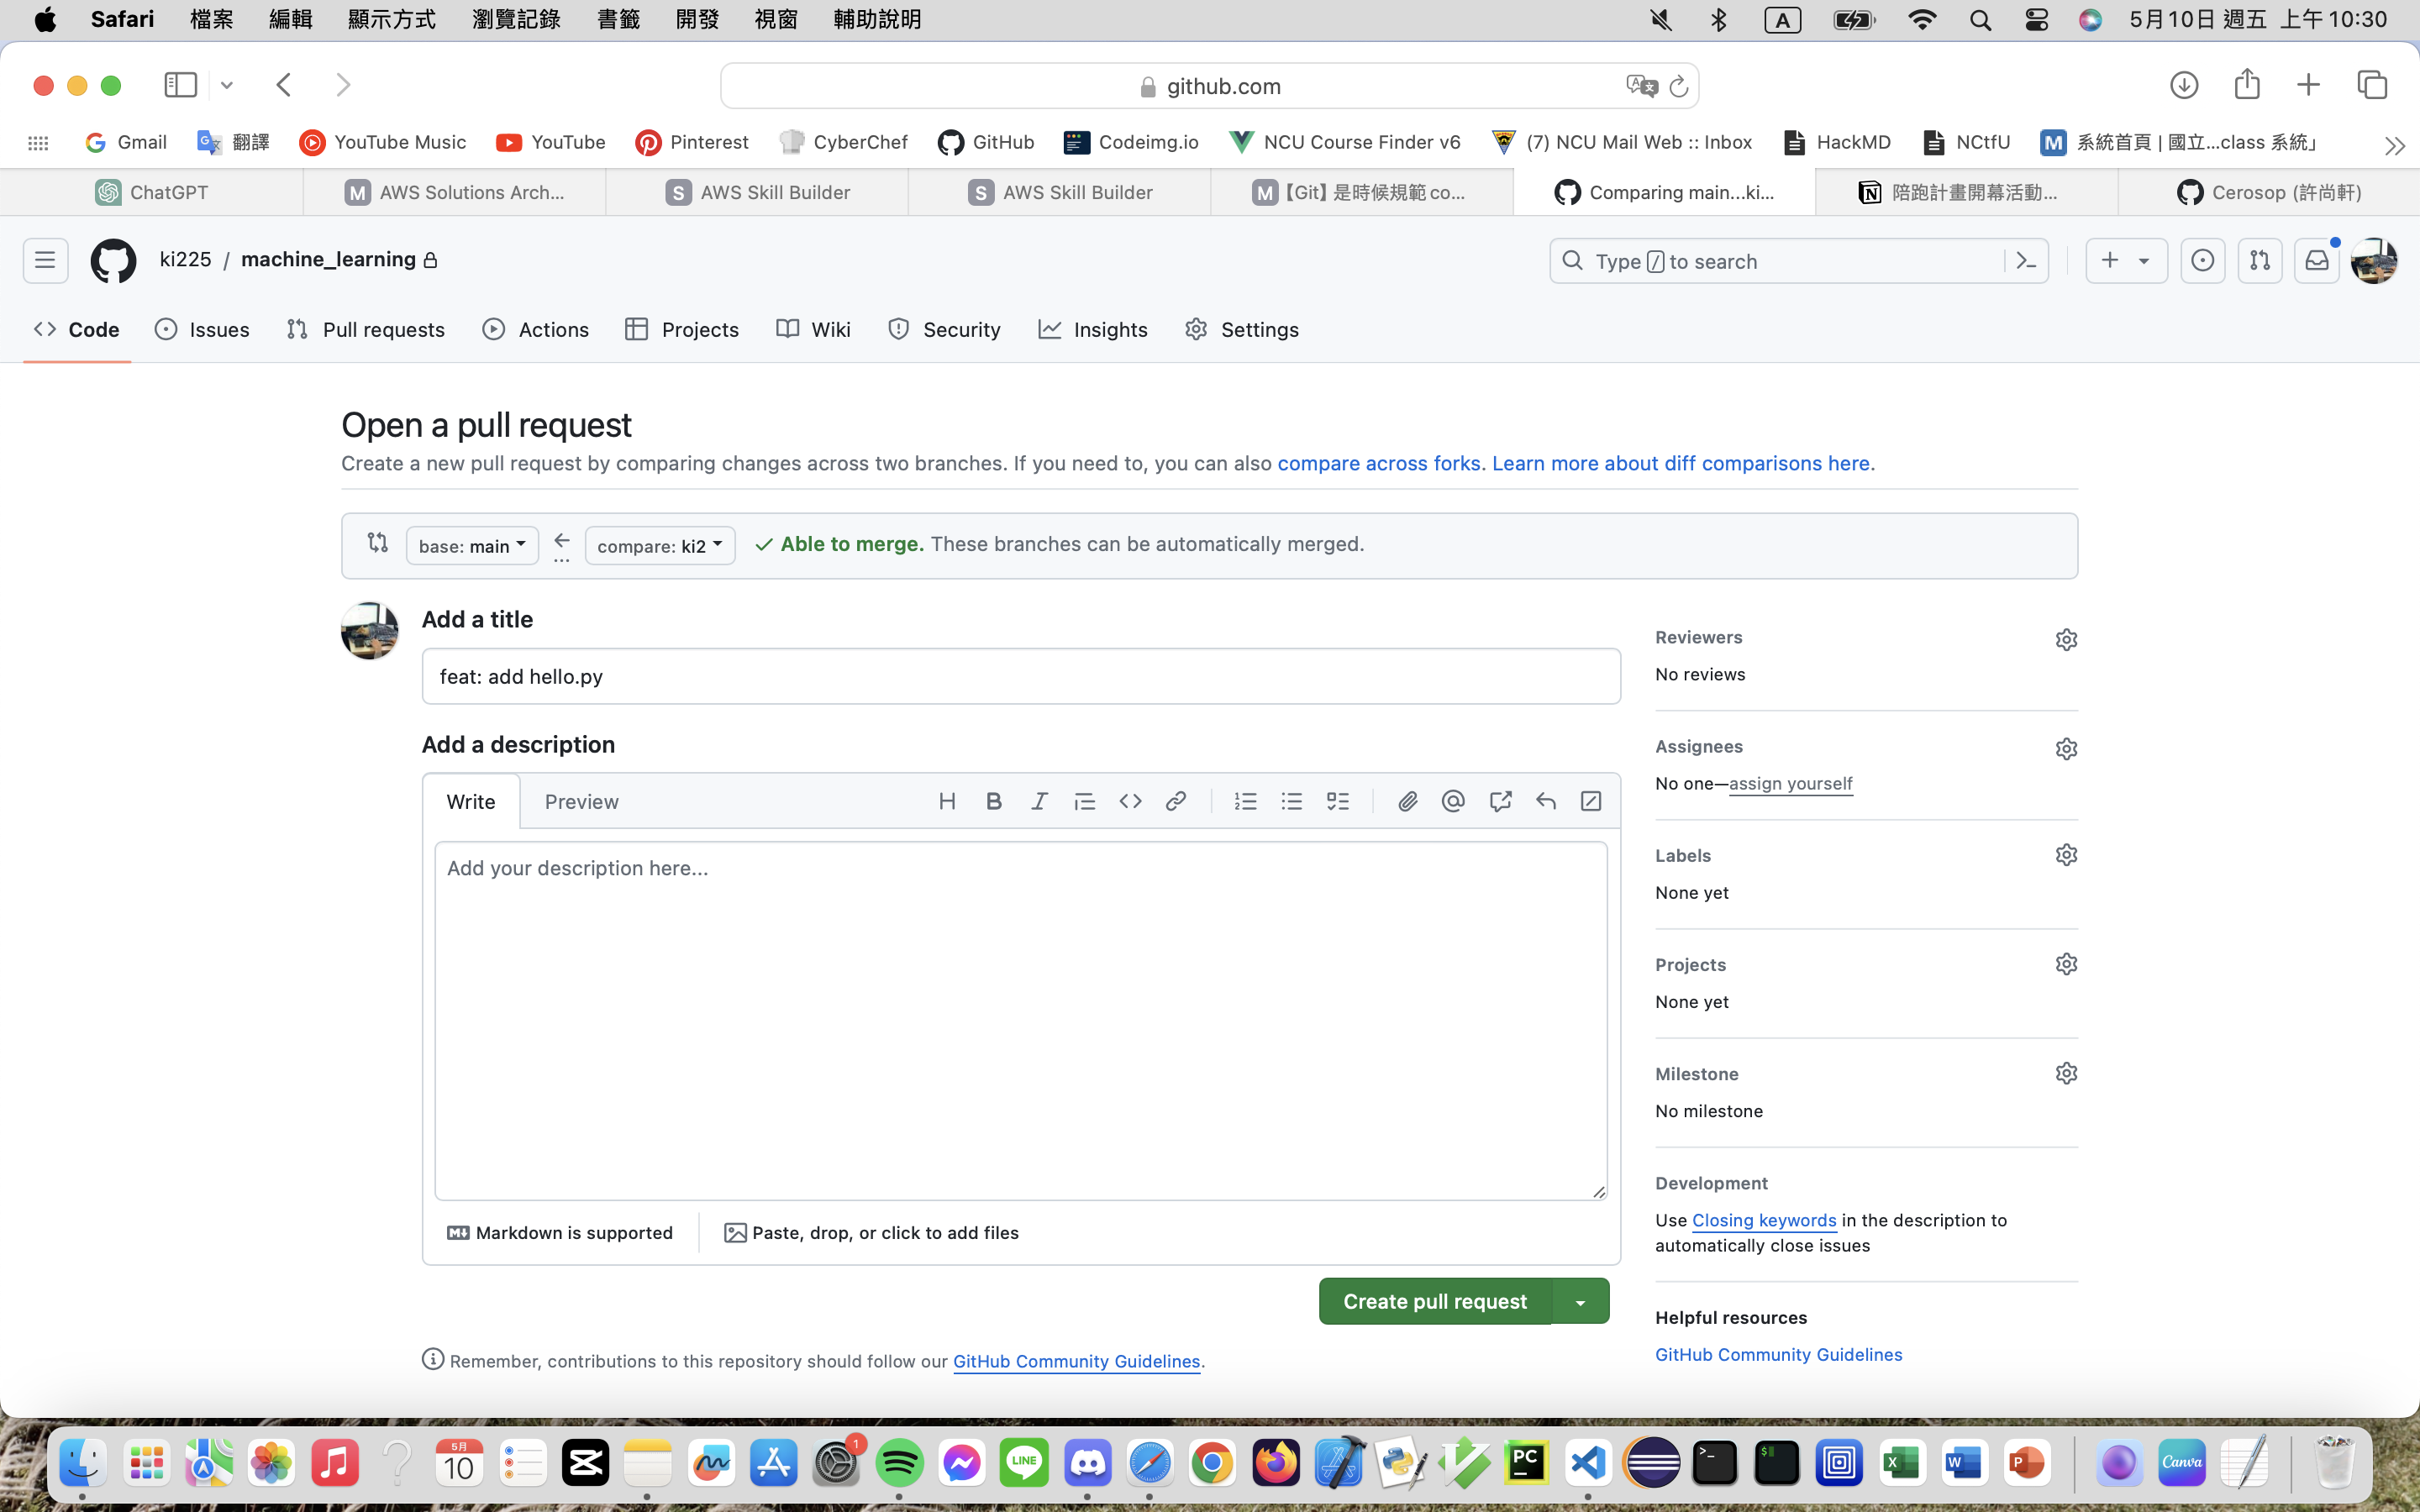 Safari 檔案 編輯 顯示方式 瀏覽記錄 書籤 開發 視窗 輔助說明 A 5月10日 週五 上午10:30
github.com
Gmail 翻譯 YouTube Music YouTube Pinterest CyberChef GitHub Codeimg.io NCU Course Finder v6 (7) NCU Mail Web :: Inbox HackMD NCtfU M 系統首頁 | 國立...class 系統」
ChatGPT M AWS Solutions Arch... S AWS Skill Builder S AWS Skill Builder M 【Git】是時候規範 co... Comparing main...ki... 陪跑計畫開幕活動... Cerosop (許尚軒)
ki225 / machine_learning Type / to search
Code Issues Pull requests Actions Projects Wiki Security Insights Settings
Open a pull request
Create a new pull request by comparing changes across two branches. If you need to, you can also compare across forks. Learn more about diff comparisons here.
base: main ... compare: ki2 Able to merge. These branches can be automatically merged.
Add a title
feat: add hello.py
Add a description
Write Preview
Add your description here...
Markdown is supported Paste, drop, or click to add files
Create pull request
Remember, contributions to this repository should follow our GitHub Community Guidelines.
Reviewers
No reviews
Assignees
No one—assign yourself
Labels
None yet
Projects
None yet
Milestone
No milestone
Development
Use Closing keywords in the description to
automatically close issues
Helpful resources
GitHub Community Guidelines
5月
10
1
LINE
PC
X
W
P
Canva